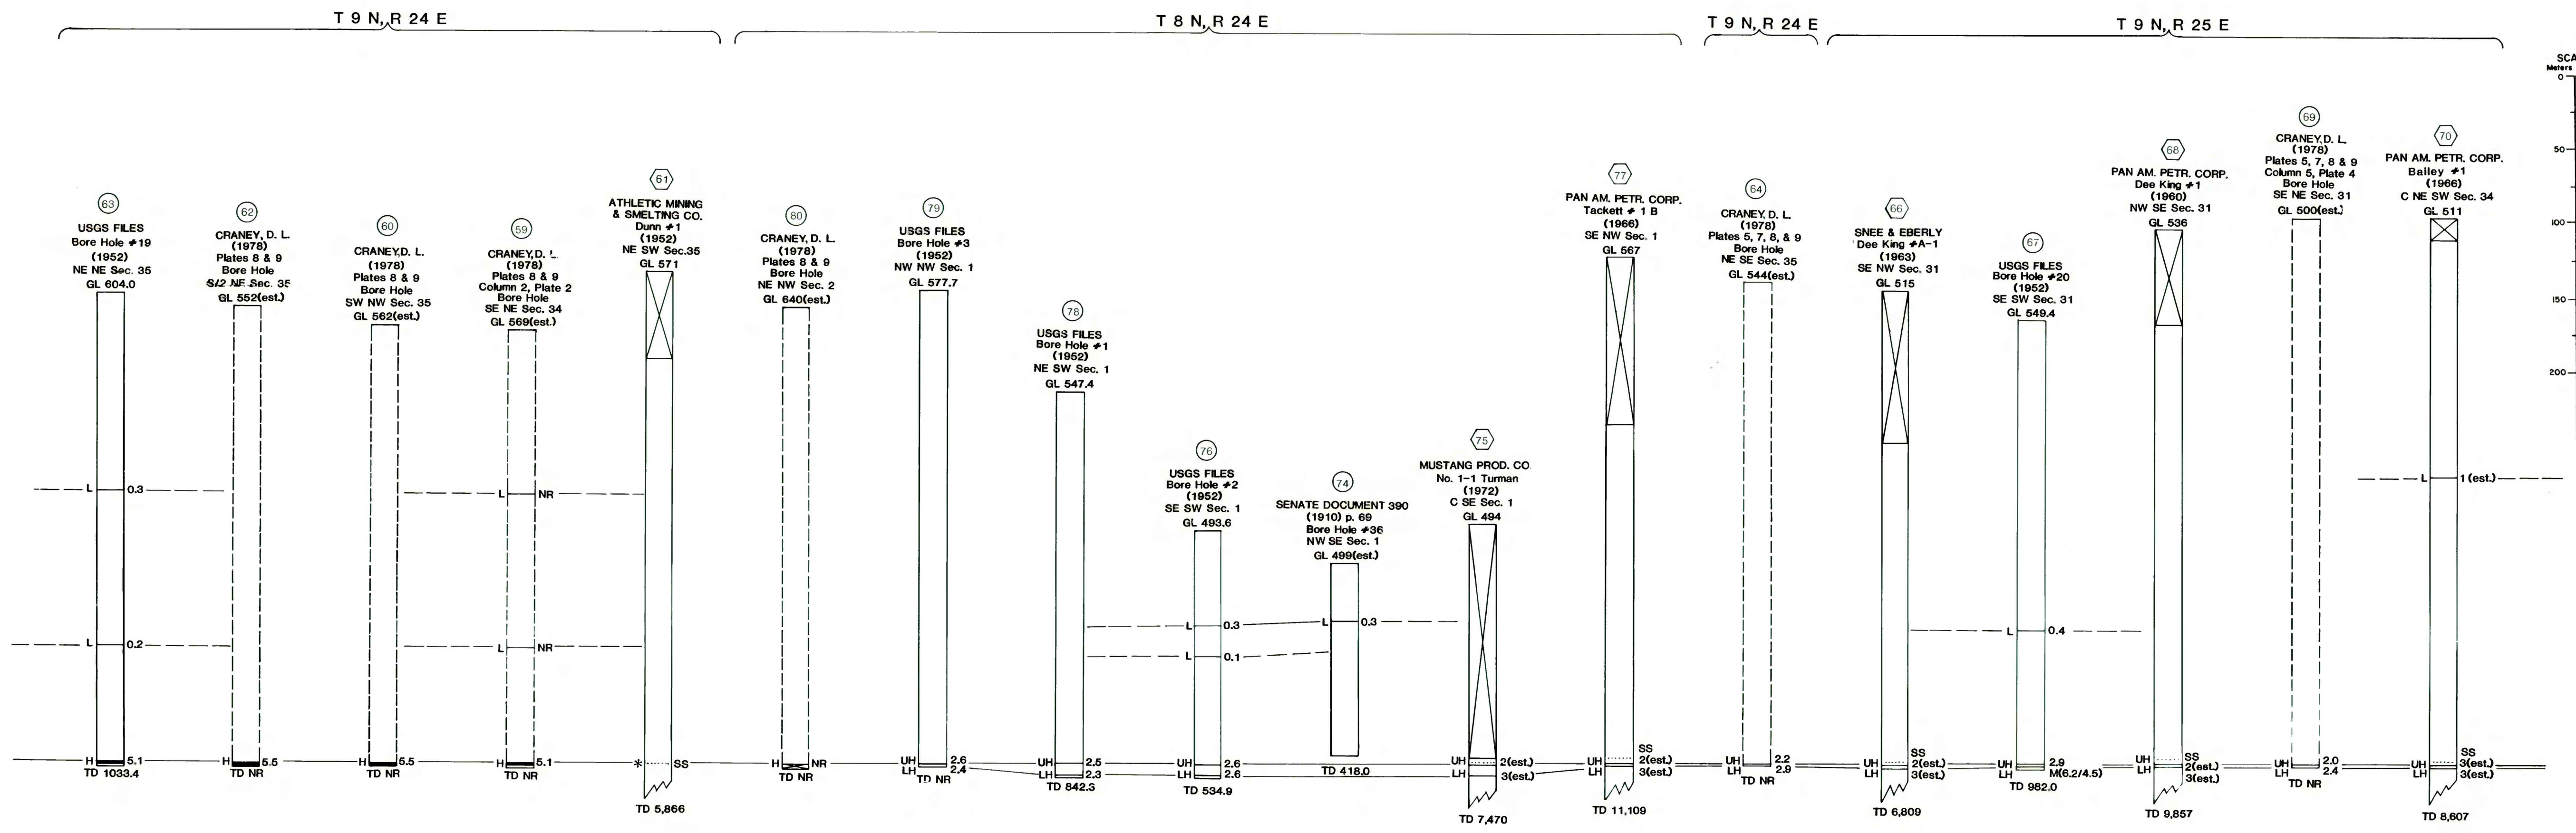 T 9 N, R 24 E
T 8 N, R 24 E
T 9 N, R 24 E
T 9 N, R 25 E
63
USGS FILES
Bore Hole #19
(1952)
NE NE Sec. 35
GL 604.0
L 0.3
L 0.2
H 5.1
TD 1033.4
62
CRANEY, D. L.
(1978)
Plates 8 & 9
Bore Hole
S/2 NE Sec. 35
GL 552(est.)
H 5.5
TD NR
60
CRANEY, D. L.
(1978)
Plates 8 & 9
Bore Hole
SW NW Sec. 35
GL 562(est.)
H 5.5
TD NR
59
CRANEY, D. L.
(1978)
Plates 8 & 9
Column 2, Plate 2
Bore Hole
SE NE Sec. 34
GL 569(est.)
L NR
L NR
H 5.1
TD NR
61
ATHLETIC MINING
& SMELTING CO.
Dunn #1
(1952)
NE SW Sec.35
GL 571
* SS
TD 5,866
80
CRANEY, D. L.
(1978)
Plates 8 & 9
Bore Hole
NE NW Sec. 2
GL 640(est.)
H NR
TD NR
79
USGS FILES
Bore Hole #3
(1952)
NW NW Sec. 1
GL 577.7
UH 2.6
LH 2.4
TD NR
78
USGS FILES
Bore Hole #1
(1952)
NE SW Sec. 1
GL 547.4
UH 2.5
LH 2.3
TD 842.3
76
USGS FILES
Bore Hole #2
(1952)
SE SW Sec. 1
GL 493.6
L 0.3
L 0.1
UH 2.6
LH 2.6
TD 534.9
74
SENATE DOCUMENT 390
(1910) p. 69
Bore Hole #36
NW SE Sec. 1
GL 499(est.)
L 0.3
TD 418.0
75
MUSTANG PROD. CO.
No. 1-1 Turman
(1972)
C SE Sec. 1
GL 494
UH 2(est.)
LH 3(est.)
TD 7,470
77
PAN AM. PETR. CORP.
Tackett # 1 B
(1966)
SE NW Sec. 1
GL 567
SS
UH 2(est.)
LH 3(est.)
TD 11,109
64
CRANEY, D. L.
(1978)
Plates 5, 7, 8, & 9
Bore Hole
NE SE Sec. 35
GL 544(est.)
UH 2.2
LH 2.9
TD NR
66
SNEE & EBERLY
Dee King #A-1
(1963)
SE NW Sec. 31
GL 515
SS
UH 2(est.)
LH 3(est.)
TD 6,809
67
USGS FILES
Bore Hole #20
(1952)
SE SW Sec. 31
GL 549.4
L 0.4
UH 2.9
LH M(6.2/4.5)
TD 982.0
68
PAN AM. PETR. CORP.
Dee King #1
(1960)
NW SE Sec. 31
GL 536
UH SS
LH 2(est.)
3(est.)
TD 9,857
69
CRANEY, D. L.
(1978)
Plates 5, 7, 8 & 9
Column 5, Plate 4
Bore Hole
SE NE Sec. 31
GL 500(est.)
UH 2.0
LH 2.4
TD NR
70
PAN AM. PETR. CORP.
Bailey #1
(1966)
C NE SW Sec. 34
GL 511
L 1(est.)
SS
UH 3(est.)
LH 3(est.)
TD 8,607
SCA
Meters
0
50
100
150
200